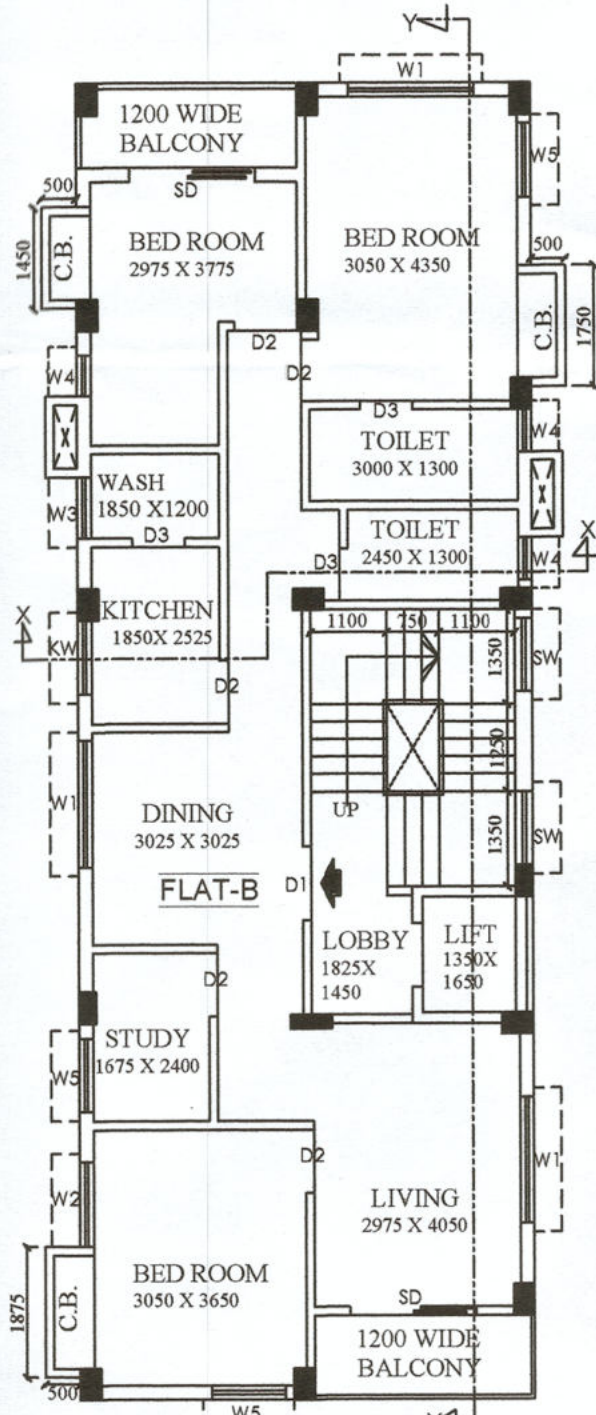 Y
W1
1200 WIDE
BALCONY
W5
SD
500
BED ROOM
2975 X 3775
BED ROOM
3050 X 4350
500
1450
C.B.
C.B.
1750
D2
D2
W4
D3
W4
TOILET
3000 X 1300
WASH
1850 X1200
W3
D3
TOILET
2450 X 1300
D3
W4
X
X
KITCHEN
1850X 2525
KW
1100
750
1100
1350
SW
D2
1250
W1
DINING
3025 X 3025
UP
1350
SW
FLAT-B
D1
LOBBY
1825X
1450
LIFT
1350X
1650
D2
STUDY
1675 X 2400
W5
W1
D2
W2
LIVING
2975 X 4050
BED ROOM
3050 X 3650
1875
C.B.
SD
1200 WIDE
BALCONY
500
W5